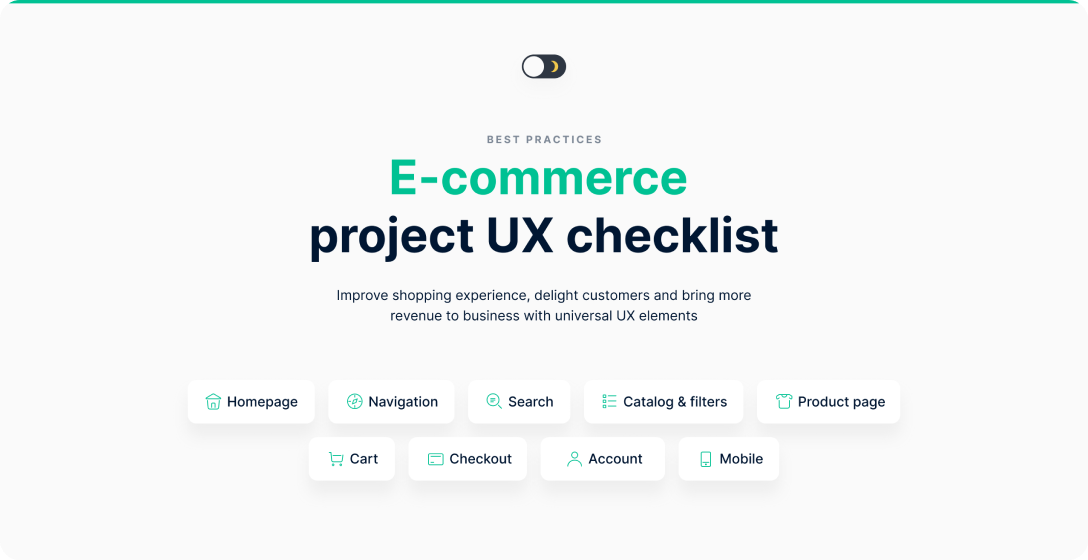 BEST PRACTICES
E-commerce
project UX checklist
Improve shopping experience, delight customers and bring more
revenue to business with universal UX elements
Homepage
Navigation
Search
Catalog & filters
Product page
Cart
Checkout
Account
Mobile